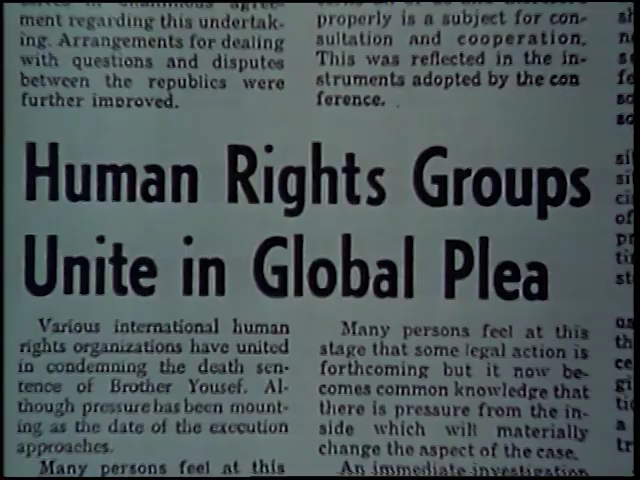 ment regarding this undertak-
ing. Arrangements for dealing
with questions and disputes
between the republics were
further improved.
properly is a subject for con-
sultation and cooperation.
This was reflected in the in-
struments adopted by the con
ference.
Human Rights Groups
Unite in Global Plea
Various international human
rights organizations have united
in condemning the death sen-
tence of Brother Yousef. Al-
though pressure has been mount-
ing as the date of the execution
approaches.
Many persons feel at this
Many persons feel at this
stage that some legal action is
forthcoming but it now be-
comes common knowledge that
there is pressure from the in-
side which will materially
change the aspect of the case.
An immediate investigation